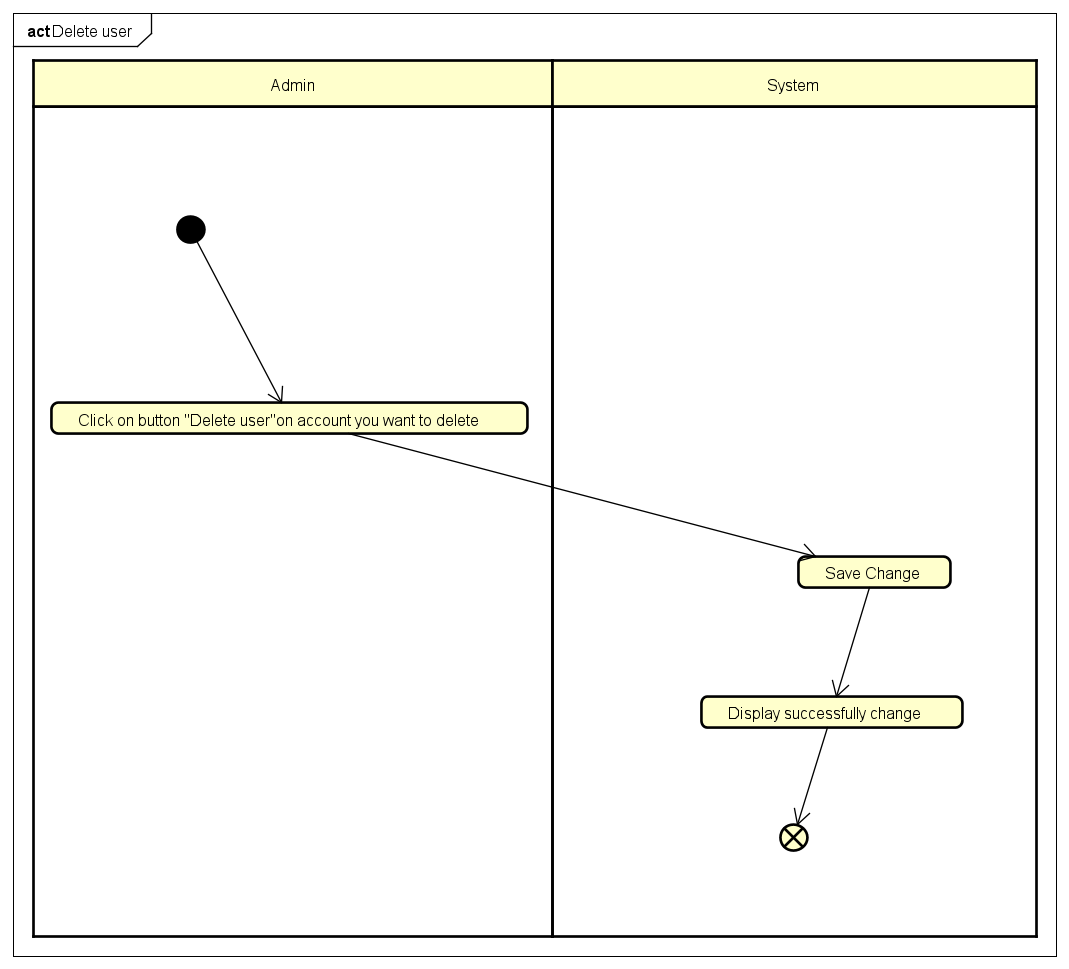 act Delete user
Admin
System
Click on button "Delete user"on account you want to delete
Save Change
Display successfully change